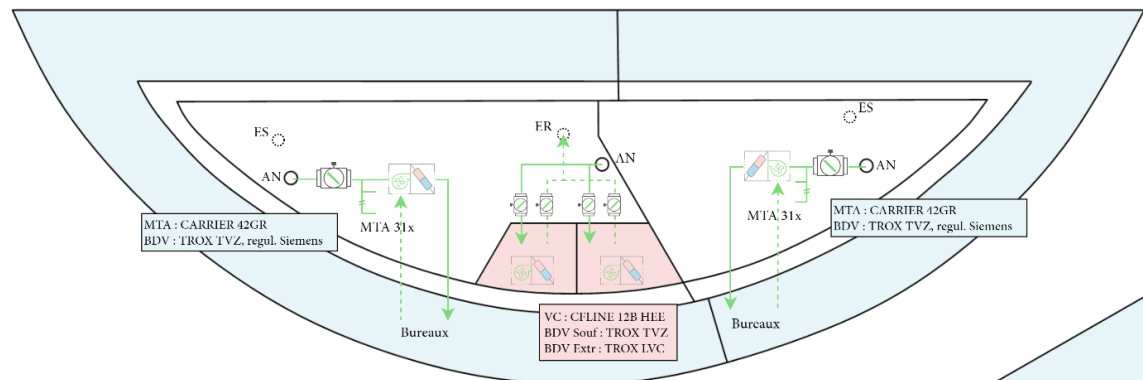 ES
ER
ES
AN
AN
AN
MTA 31x
MTA 31x
MTA : CARRIER 42GR
BDV : TROX TVZ, regul. Siemens
MTA : CARRIER 42GR
BDV : TROX TVZ, regul. Siemens
Bureaux
VC : CFLINE 12B HEE
BDV Souf : TROX TVZ
BDV Extr : TROX LVC
Bureaux